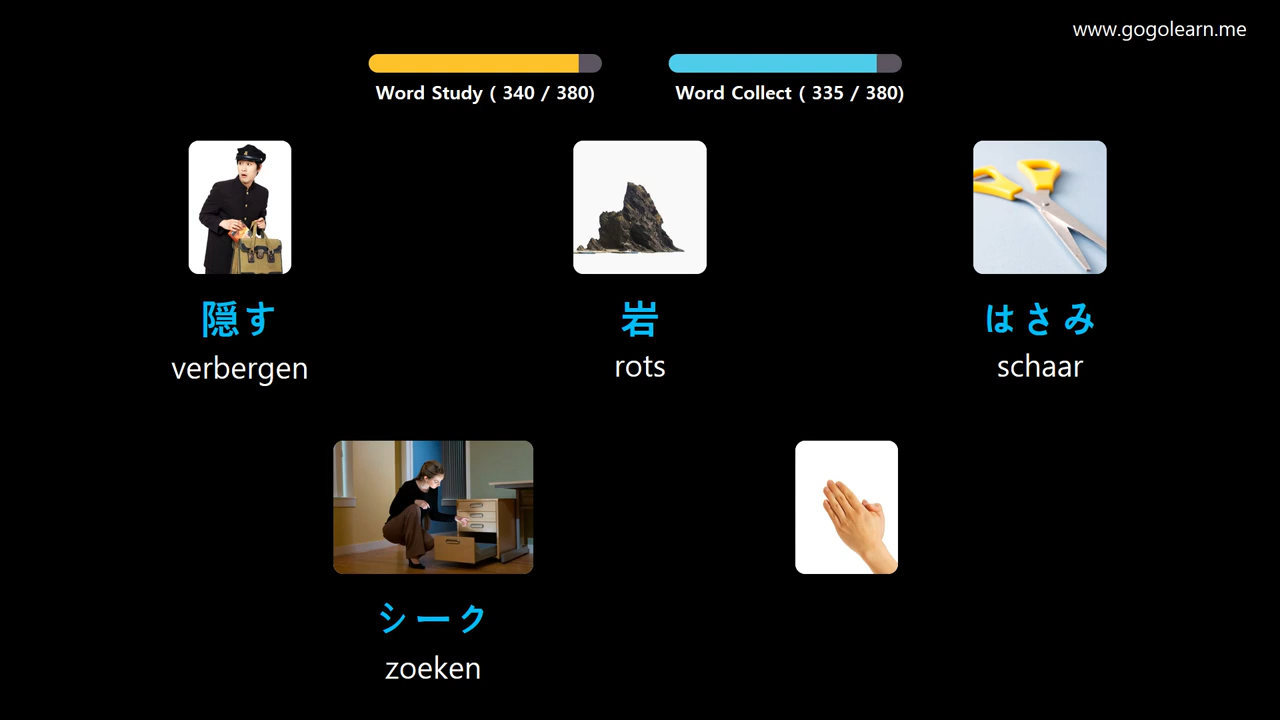 www.gogolearn.me
Word Study ( 340 / 380)
Word Collect ( 335 / 380)
隠す
verbergen
岩
rots
はさみ
schaar
シーク
zoeken